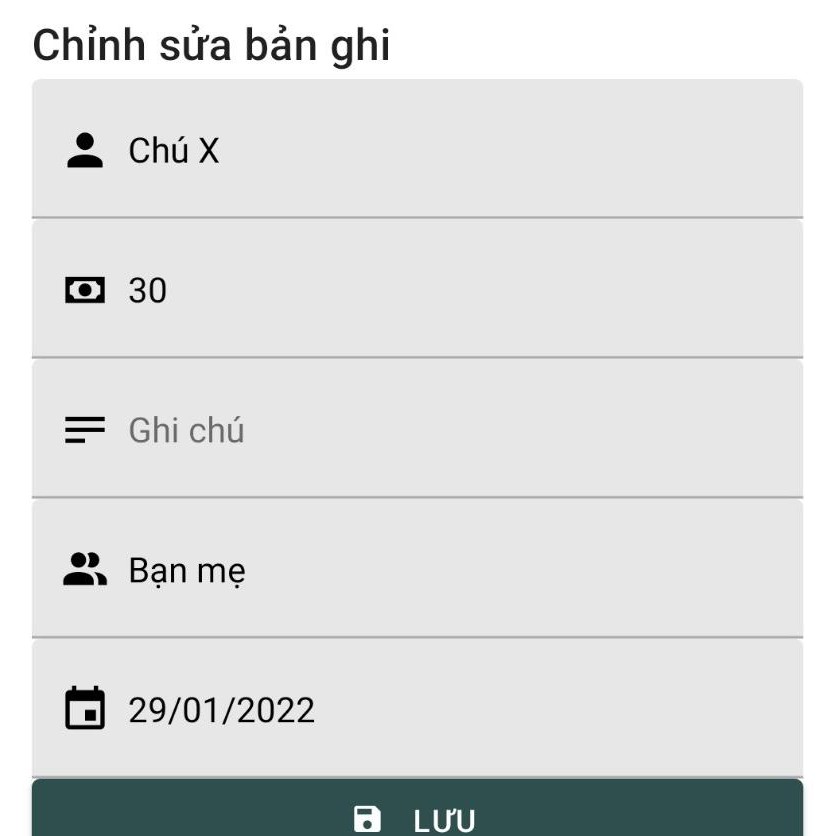 Chỉnh sửa bản ghi
Chú X
30
Ghi chú
Bạn mẹ
29/01/2022
LƯU